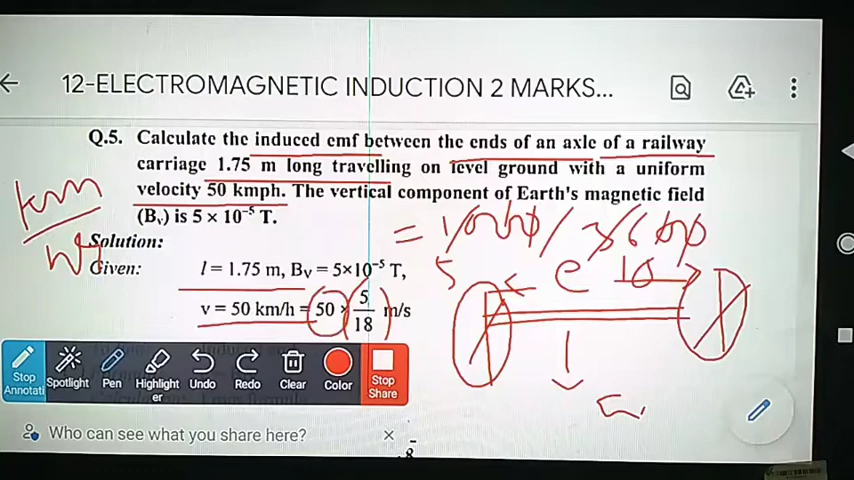 12-ELECTROMAGNETIC INDUCTION 2 MARKS...
Q.5. Calculate the induced emf between the ends of an axle of a railway
carriage 1.75 m long travelling on level ground with a uniform
velocity 50 kmph. The vertical component of Earth's magnetic field
(Bᵥ) is 5 × 10⁻⁵ T.
km
Solution:
Given: l = 1.75 m, Bᵥ = 5×10⁻⁵ T,
5 e 10
v = 50 km/h = 50 × 5/18 m/s
Stop Annotati
Spotlight
Pen
Highlighter
Undo
Redo
Clear
Color
Stop Share
Who can see what you share here? ×